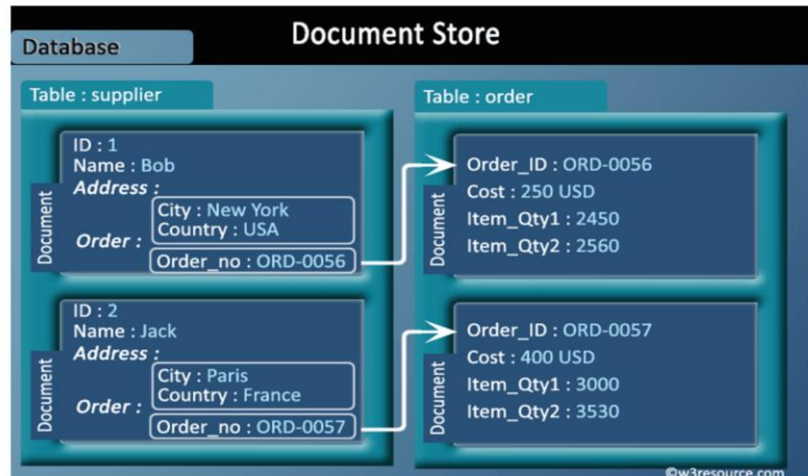 Document Store
Database
Table : supplier
ID : 1
Name : Bob
Address :
City : New York
Country : USA
Order :
Order_no : ORD-0056
Document
ID : 2
Name : Jack
Address :
City : Paris
Country : France
Order :
Order_no : ORD-0057
Document
Table : order
Order_ID : ORD-0056
Cost : 250 USD
Item_Qty1 : 2450
Item_Qty2 : 2560
Document
Order_ID : ORD-0057
Cost : 400 USD
Item_Qty1 : 3000
Item_Qty2 : 3530
Document
©w3resource.com